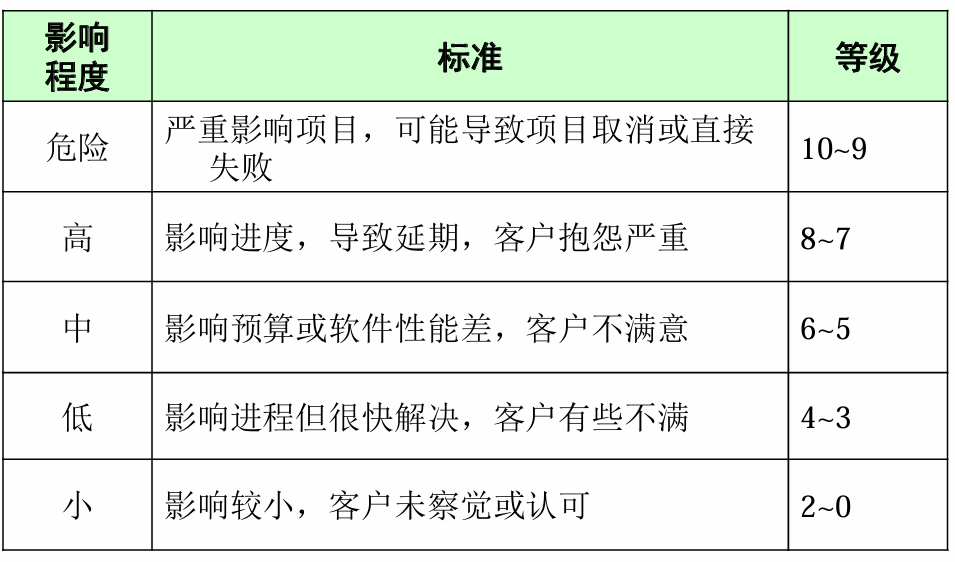 影响
程度
标准
等级
危险
严重影响项目，可能导致项目取消或直接
失败
10~9
高
影响进度，导致延期，客户抱怨严重
8~7
中
影响预算或软件性能差，客户不满意
6~5
低
影响进程但很快解决，客户有些不满
4~3
小
影响较小，客户未察觉或认可
2~0